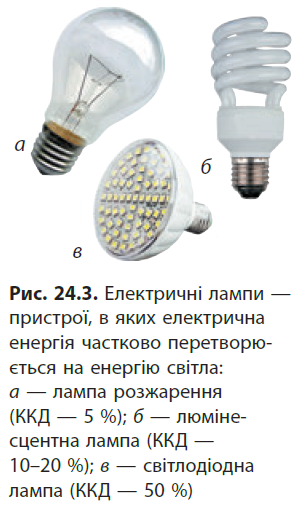 а
б
в
Рис. 24.3. Електричні лампи —
пристрої, в яких електрична
енергія частково перетворю-
ється на енергію світла:
а — лампа розжарення
(ККД — 5 %); б — люміне-
сцентна лампа (ККД —
10–20 %); в — світлодіодна
лампа (ККД — 50 %)